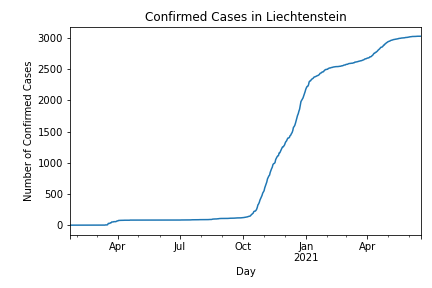 Confirmed Cases in Liechtenstein
3000
2500
2000
1500
1000
500
0
Number of Confirmed Cases
Apr Jul Oct Jan Apr
2021
Day